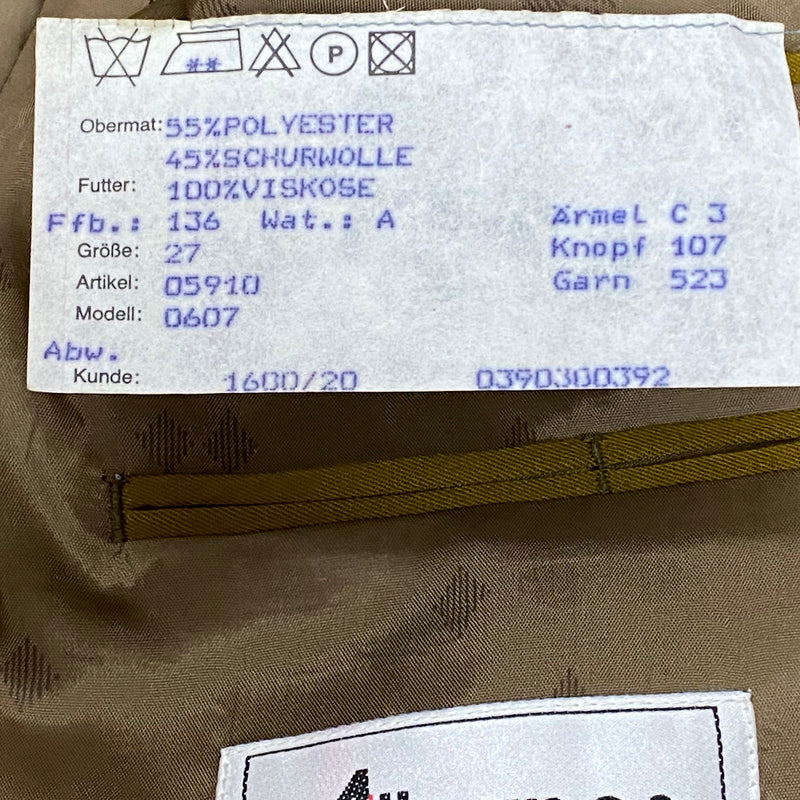 P
Obermat: 55%POLYESTER
45%SCHURWOLLE
Futter: 100%VISKOSE
Ffb.: 136 Wat.: A Ärmel C 3
Größe: 27 Knopf 107
Artikel: 05910 Garn 523
Modell: 0607
Abw.
Kunde: 1600/20 0390300392